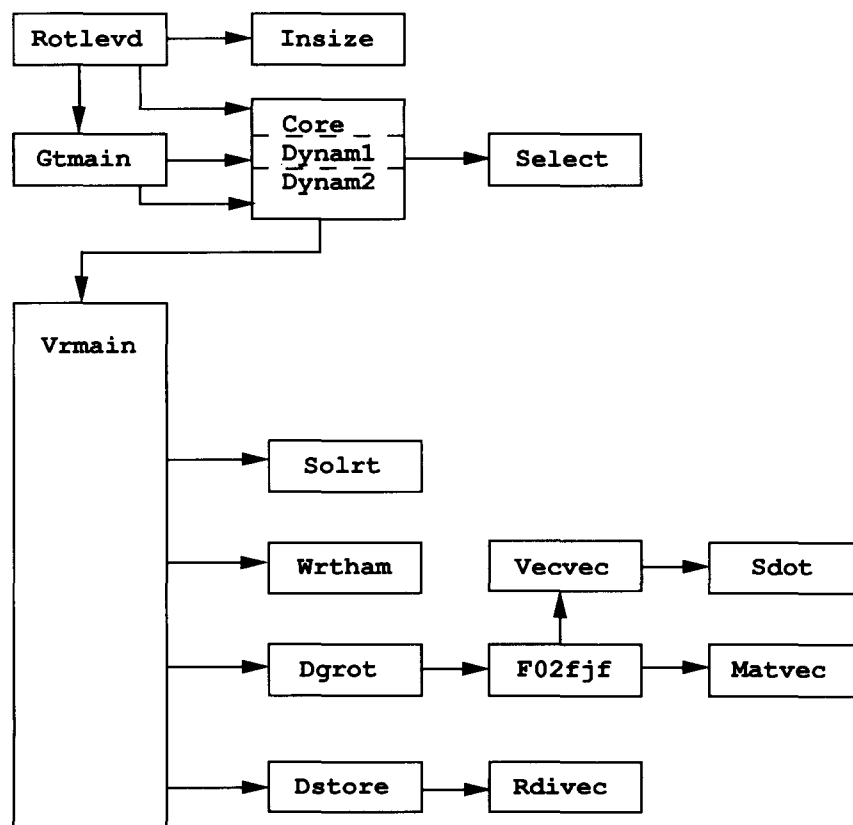 Rotlevd
Insize
Core
Gtmain
Dynam1
Select
Dynam2
Vrmain
Solrt
Wrtham
Vecvec
Sdot
Dgrot
F02fjf
Matvec
Dstore
Rdivec